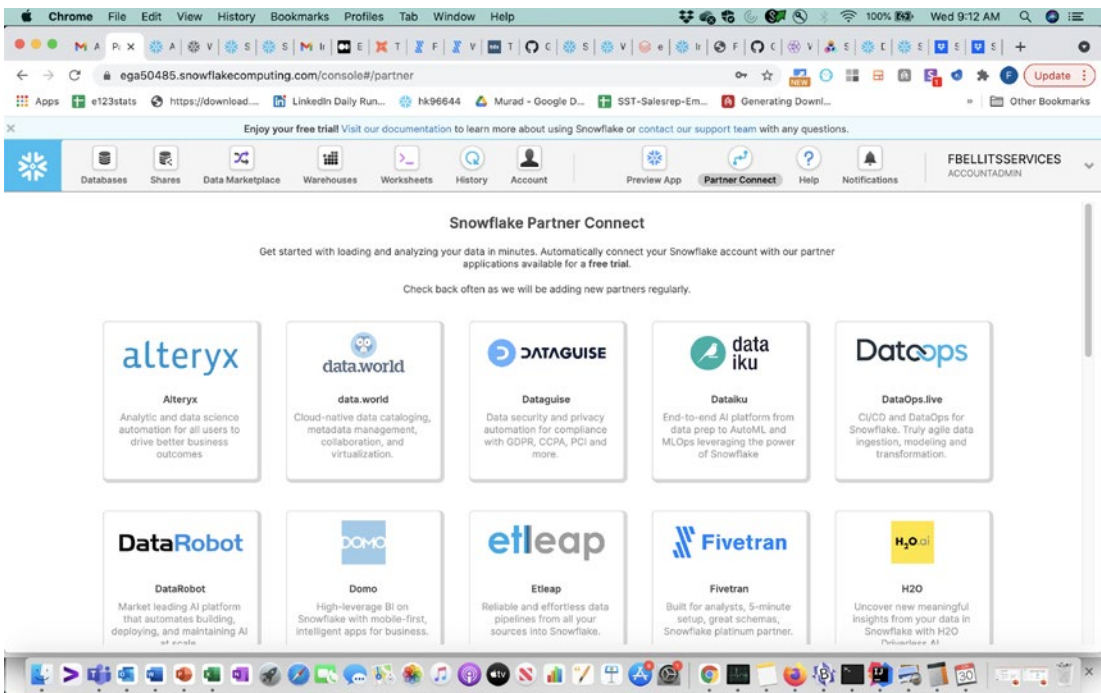 Chrome File Edit View History Bookmarks Profiles Tab Window Help 100% Wed 9:12 AM
ega50485.snowflakecomputing.com/console#/partner
NEW
Update
Apps e123stats https://download.... LinkedIn Daily Run... hk96644 Murad - Google D... SST-Salesrep-Em... Generating Downl... » Other Bookmarks
Enjoy your free trial! Visit our documentation to learn more about using Snowflake or contact our support team with any questions.
Databases Shares Data Marketplace Warehouses Worksheets History Account Preview App Partner Connect Help Notifications
FBELLITSSERVICES
ACCOUNTADMIN
Snowflake Partner Connect
Get started with loading and analyzing your data in minutes. Automatically connect your Snowflake account with our partner
applications available for a free trial.
Check back often as we will be adding new partners regularly.
alteryx
Alteryx
Analytic and data science
automation for all users to
drive better business
outcomes
data.world
data.world
Cloud-native data cataloging,
metadata management,
collaboration, and
virtualization.
DATAGUISE
Dataguise
Data security and privacy
automation for compliance
with GDPR, CCPA, PCI and
more.
data
iku
Dataiku
End-to-end AI platform from
data prep to AutoML and
MLOps leveraging the power
of Snowflake
Dataops
DataOps.live
CI/CD and DataOps for
Snowflake. Truly agile data
ingestion, modeling and
transformation.
DataRobot
DataRobot
Market leading AI platform
that automates building,
deploying, and maintaining AI
at scale
DOMO
Domo
High-leverage BI on
Snowflake with mobile-first,
intelligent apps for business.
etleap
Etleap
Reliable and effortless data
pipelines from all your
sources into Snowflake.
Fivetran
Fivetran
Built for analysts, 5-minute
setup, great schemas,
Snowflake platinum partner.
H2O.ai
H2O
Uncover new meaningful
insights from your data in
Snowflake with H2O
Driverless AI
tv
30